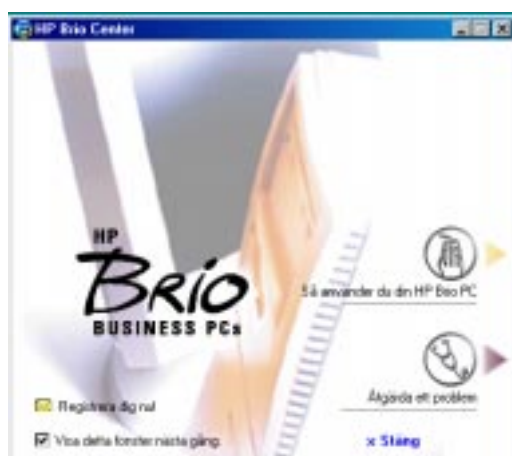 HP Brio Center
HP
BRIO
BUSINESS PCs
Så använder du din HP Brio PC
Åtgärda ett problem
Registrera dig nu!
Visa detta fönster nästa gång.
x Stäng